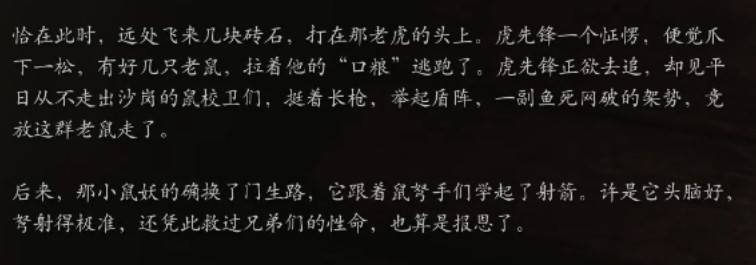 恰在此时，远处飞来几块砖石，打在那老虎的头上。虎先锋一个怔愣，便觉爪
下一松，有好几只老鼠，拉着他的“口粮”逃跑了。虎先锋正欲去追，却见平
日从不走出沙岗的鼠校卫们，挺着长枪，举起盾阵，一副鱼死网破的架势，竟
放这群老鼠走了。
后来，那小鼠妖的确换了门生路，它跟着鼠弩手们学起了射箭。许是它头脑好，
弩射得极准，还凭此救过兄弟们的性命，也算是报恩了。